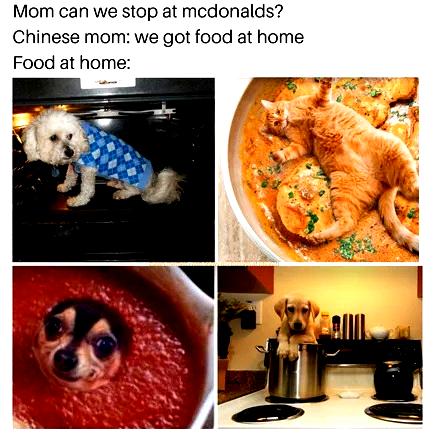 Mom can we stop at mcdonalds?
Chinese mom: we got food at home
Food at home: